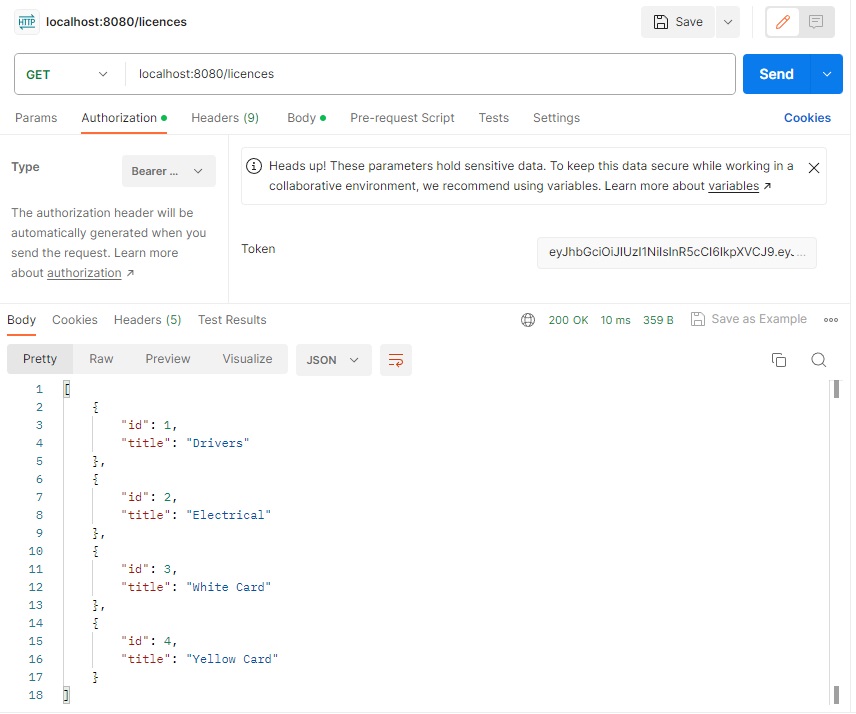 HTTP localhost:8080/licences Save
GET localhost:8080/licences Send
Params Authorization Headers (9) Body Pre-request Script Tests Settings Cookies
Type Bearer ...
The authorization header will be
automatically generated when you
send the request. Learn more
about authorization ↗
Heads up! These parameters hold sensitive data. To keep this data secure while working in a
collaborative environment, we recommend using variables. Learn more about variables ↗
Token eyJhbGciOiJIUzI1NiIsInR5cCI6IkpXVCJ9.ey...
Body Cookies Headers (5) Test Results 200 OK 10 ms 359 B Save as Example
Pretty Raw Preview Visualize JSON
1 [
2 {
3 "id": 1,
4 "title": "Drivers"
5 },
6 {
7 "id": 2,
8 "title": "Electrical"
9 },
10 {
11 "id": 3,
12 "title": "White Card"
13 },
14 {
15 "id": 4,
16 "title": "Yellow Card"
17 }
18 ]